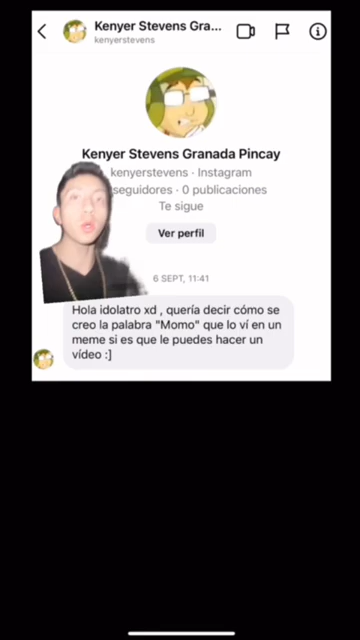 Kenyer Stevens Gra...
kenyerstevens
Kenyer Stevens Granada Pincay
kenyerstevens · Instagram
seguidores · 0 publicaciones
Te sigue
Ver perfil
6 SEPT, 11:41
Hola idolatro xd , quería decir cómo se
creo la palabra "Momo" que lo ví en un
meme si es que le puedes hacer un
vídeo :]